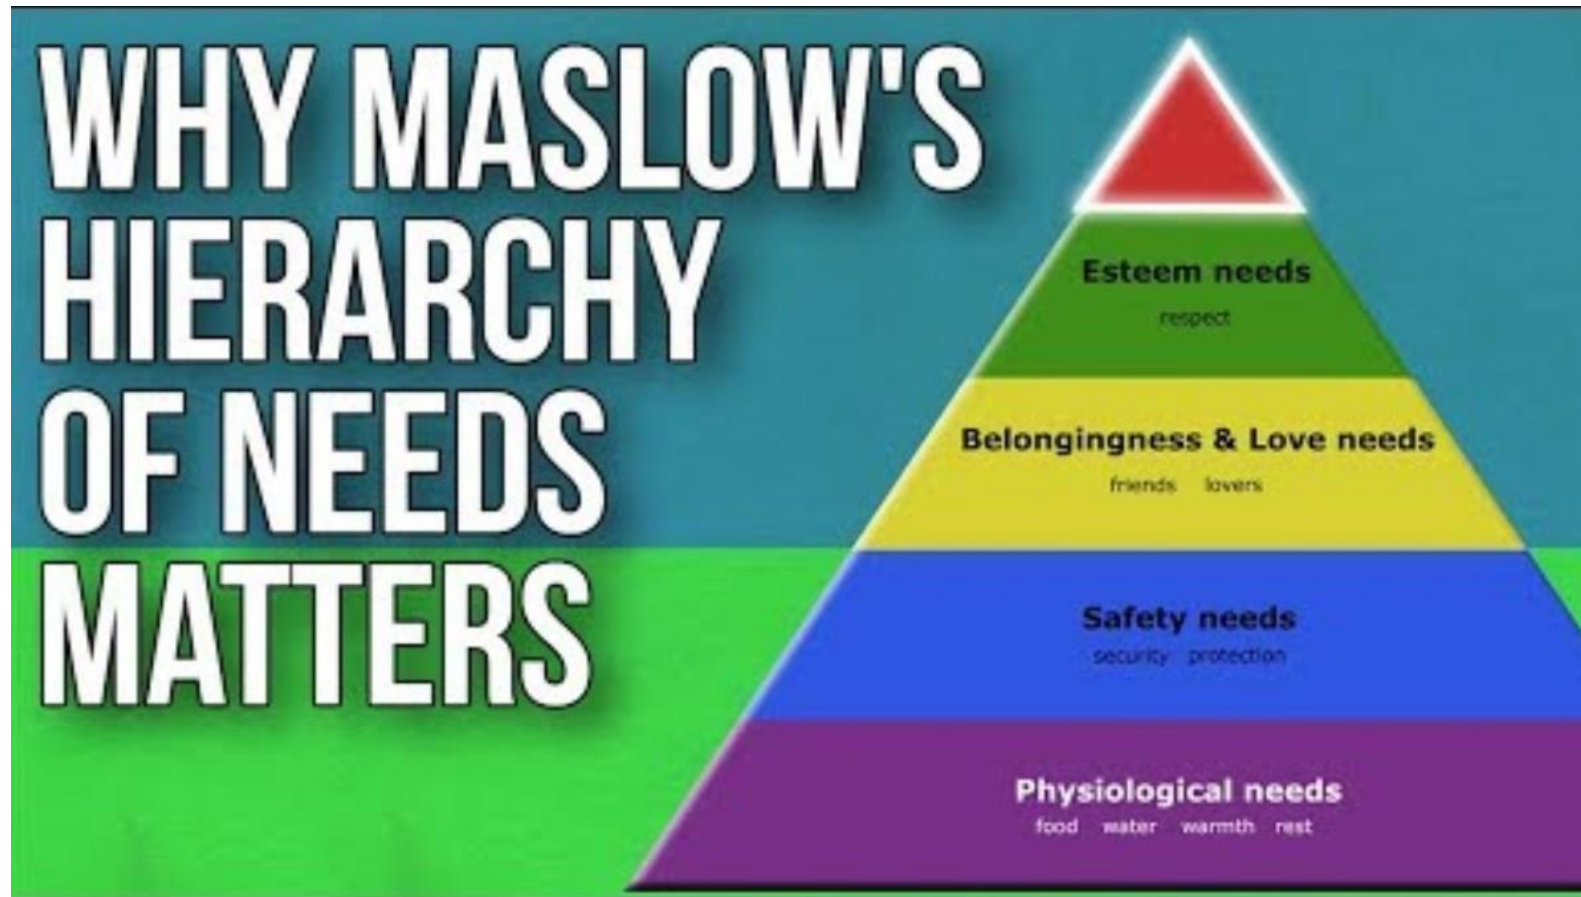 WHY MASLOW'S
HIERARCHY
OF NEEDS
MATTERS
Esteem needs
respect
Belongingness & Love needs
friends lovers
Safety needs
security protection
Physiological needs
food water warmth rest